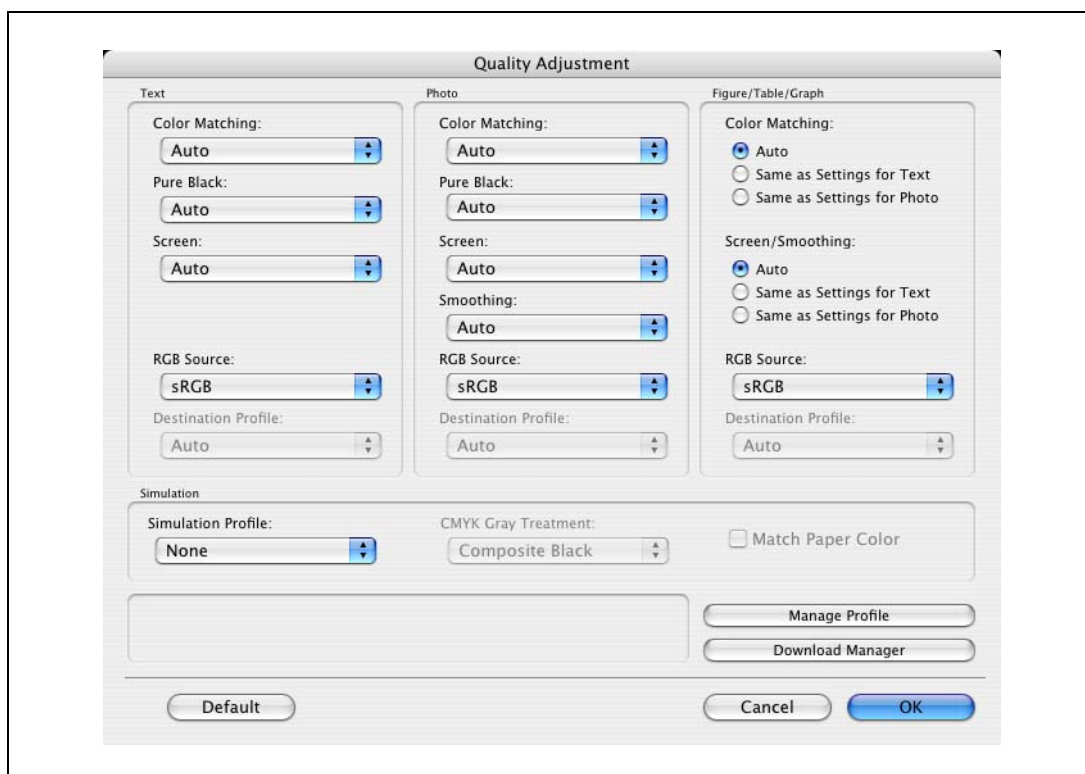 Quality Adjustment
Text
Color Matching:
Auto
Pure Black:
Auto
Screen:
Auto
RGB Source:
sRGB
Destination Profile:
Auto
Photo
Color Matching:
Auto
Pure Black:
Auto
Screen:
Auto
Smoothing:
Auto
RGB Source:
sRGB
Destination Profile:
Auto
Figure/Table/Graph
Color Matching:
Auto
Same as Settings for Text
Same as Settings for Photo
Screen/Smoothing:
Auto
Same as Settings for Text
Same as Settings for Photo
RGB Source:
sRGB
Destination Profile:
Auto
Simulation
Simulation Profile:
None
CMYK Gray Treatment:
Composite Black
Match Paper Color
Manage Profile
Download Manager
Default
Cancel
OK